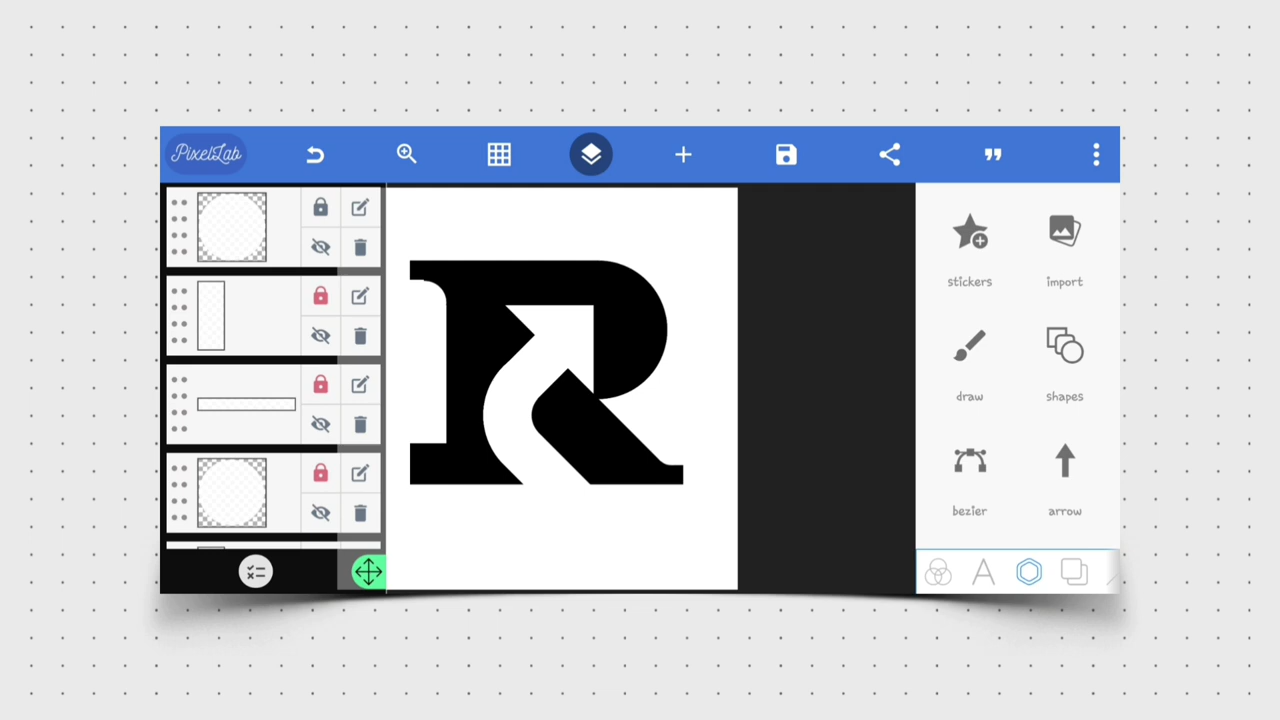 PixelLab
R
stickers
import
draw
shapes
bezier
arrow
A